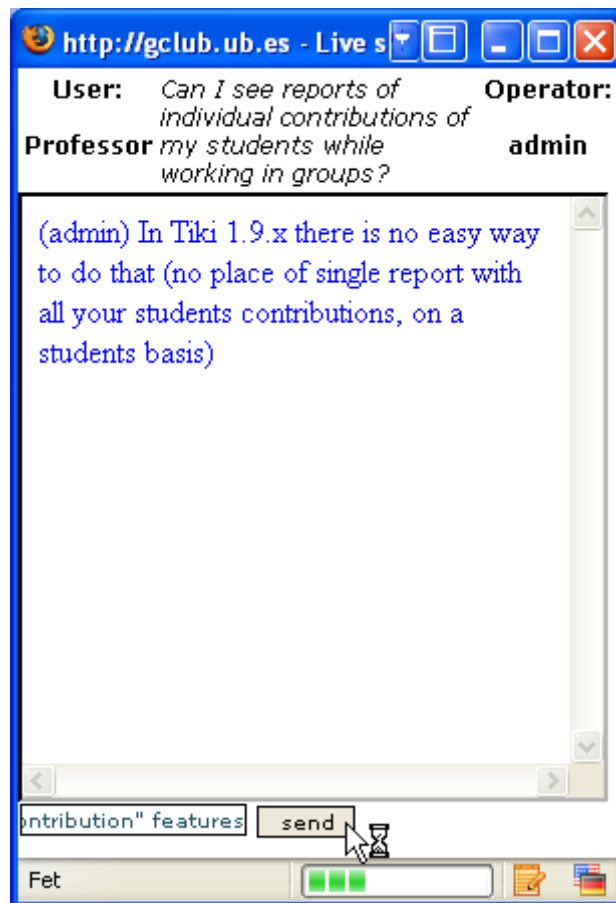 http://gclub.ub.es - Live s
User:
Can I see reports of
Operator:
individual contributions of
Professor
my students while
admin
working in groups?
(admin) In Tiki 1.9.x there is no easy way
to do that (no place of single report with
all your students contributions, on a
students basis)
ontribution" features
send
Fet